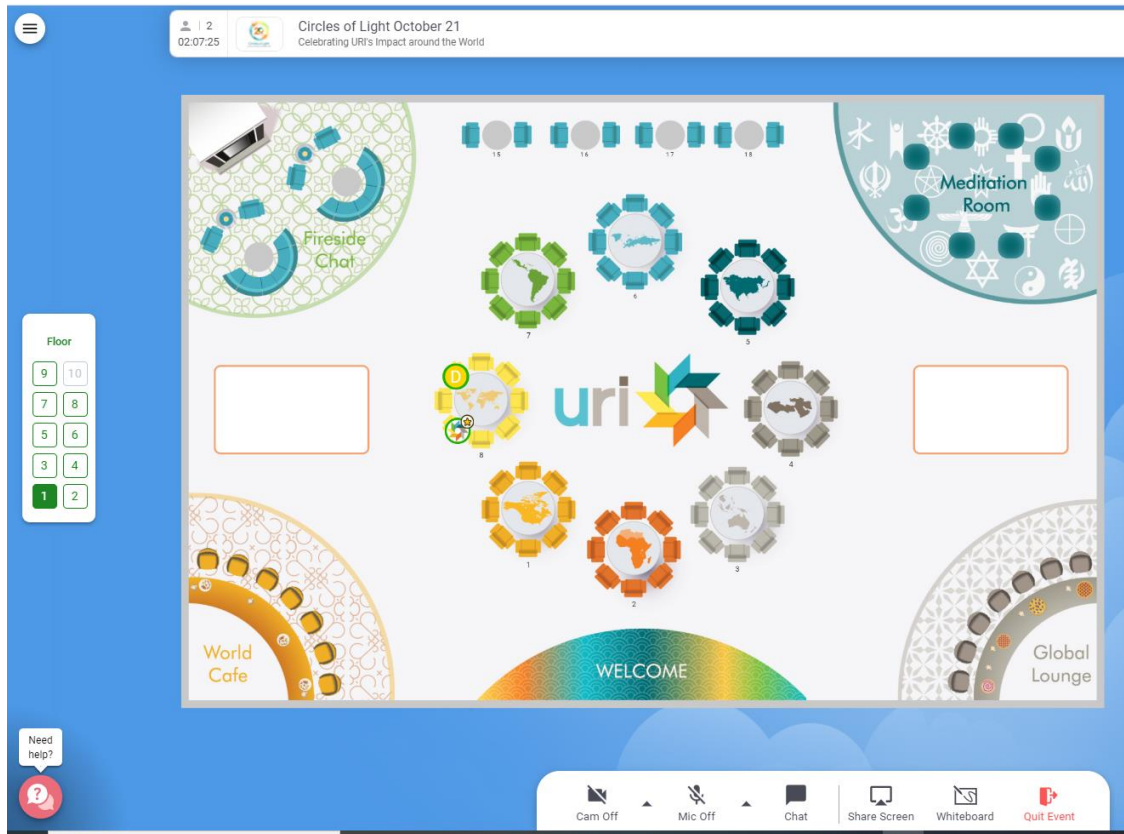 2
02:07:25
Circles of Light October 21
Celebrating URI's Impact around the World
15
16
17
18
Meditation
Room
Fireside
Chat
6
7
5
Floor
9 10
7 8
5 6
3 4
1 2
D
uri
8
4
1
3
2
World
Cafe
WELCOME
Global
Lounge
Need
help?
Cam Off
Mic Off
Chat
Share Screen
Whiteboard
Quit Event